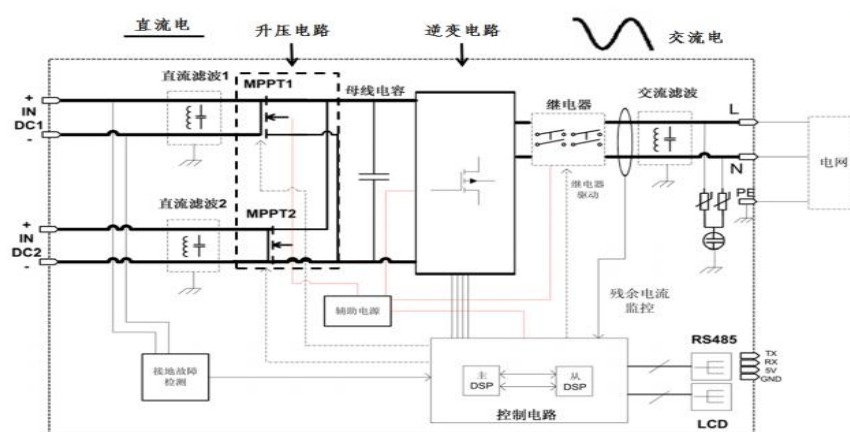 直流电
升压电路
逆变电路
交流电
直流滤波1
MPPT1
母线电容
继电器
交流滤波
+
IN
DC1
-
L
N
PE
电网
继电器
驱动
直流滤波2
MPPT2
+
IN
DC2
-
辅助电源
残余电流
监控
接地故障
检测
主
DSP
从
DSP
控制电路
RS485
TX
RX
5V
GND
LCD